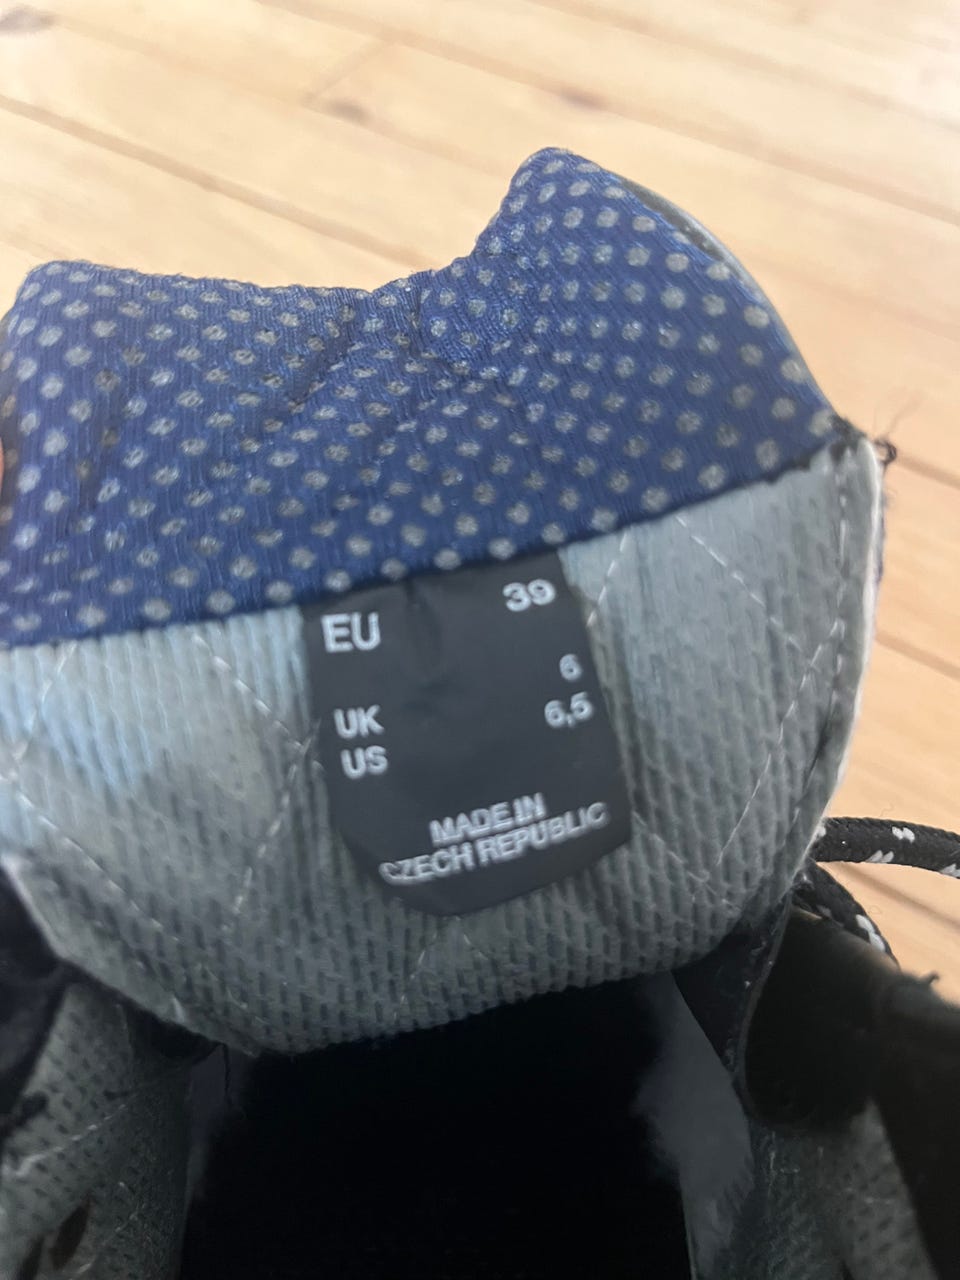 EU 39
UK 6
US 6,5
MADE IN
CZECH REPUBLIC